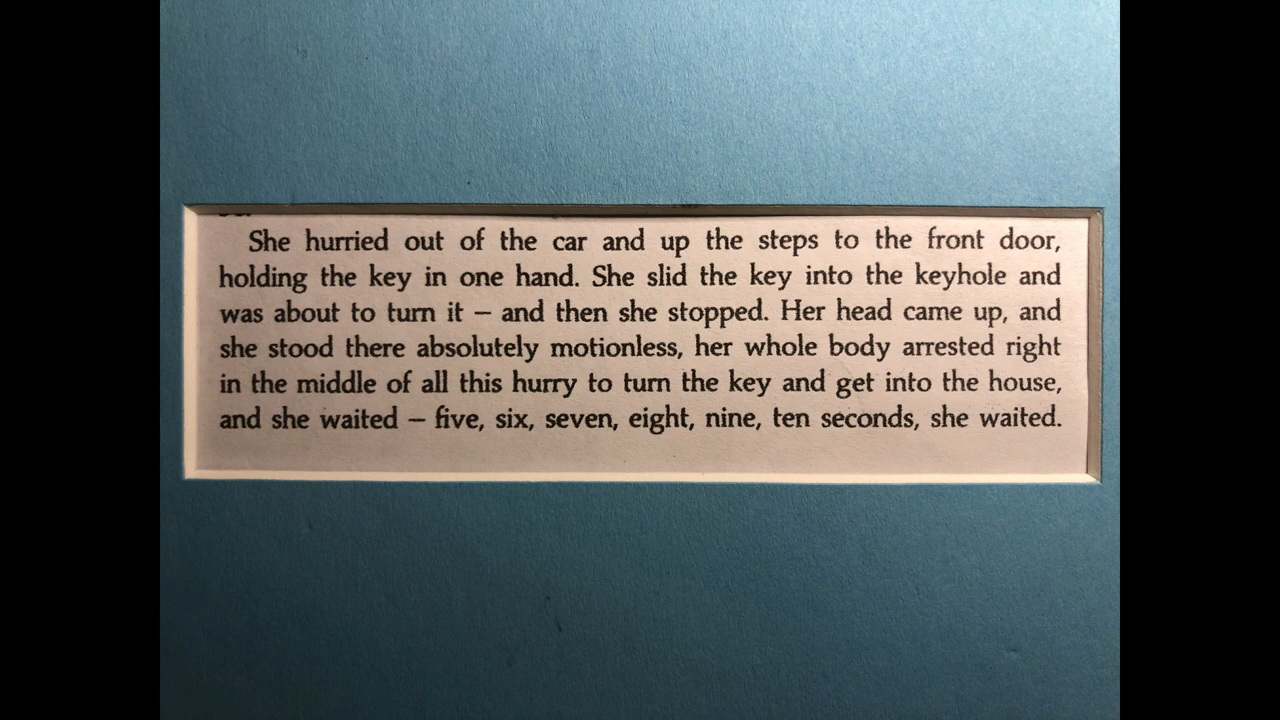 She hurried out of the car and up the steps to the front door,
holding the key in one hand. She slid the key into the keyhole and
was about to turn it – and then she stopped. Her head came up, and
she stood there absolutely motionless, her whole body arrested right
in the middle of all this hurry to turn the key and get into the house,
and she waited – five, six, seven, eight, nine, ten seconds, she waited.